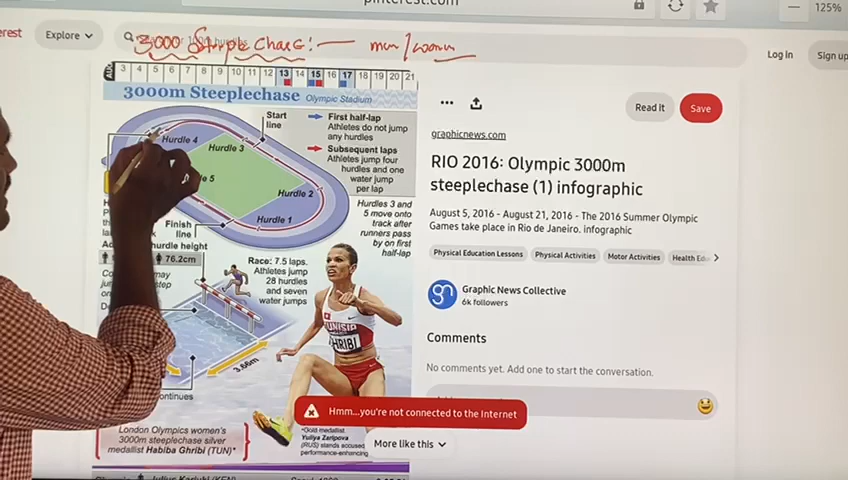 pinterest.com
125%
erest
Explore
3000 Steeple chase:- men/women
Log in
Sign up
AUG 3 4 5 6 7 8 9 10 11 12 13 14 15 16 17 18 19 20 21
3000m Steeplechase Olympic Stadium
Start line
First half-lap
Athletes do not jump any hurdles
Subsequent laps
Athletes jump four hurdles and one water jump per lap
Hurdle 4
Hurdle 3
Hurdle 2
Hurdle 1
Finish line
Hurdles 3 and 5 move onto track after runners pass by on first half-lap
hurdle height
76.2cm
Race: 7.5 laps.
Athletes jump 28 hurdles and seven water jumps
3.66m
TUNISIA
HRIBI
London Olympics women's
3000m steeplechase silver
medallist Habiba Ghribi (TUN)*
*Gold medallist
Yuliya Zaripova
(RUS) stands accused
performance-enhancing
Read it
Save
graphicnews.com
RIO 2016: Olympic 3000m
steeplechase (1) infographic
August 5, 2016 - August 21, 2016 - The 2016 Summer Olympic
Games take place in Rio de Janeiro. infographic
Physical Education Lessons
Physical Activities
Motor Activities
Graphic News Collective
6k followers
Comments
No comments yet. Add one to start the conversation.
Hmm...you're not connected to the Internet
More like this